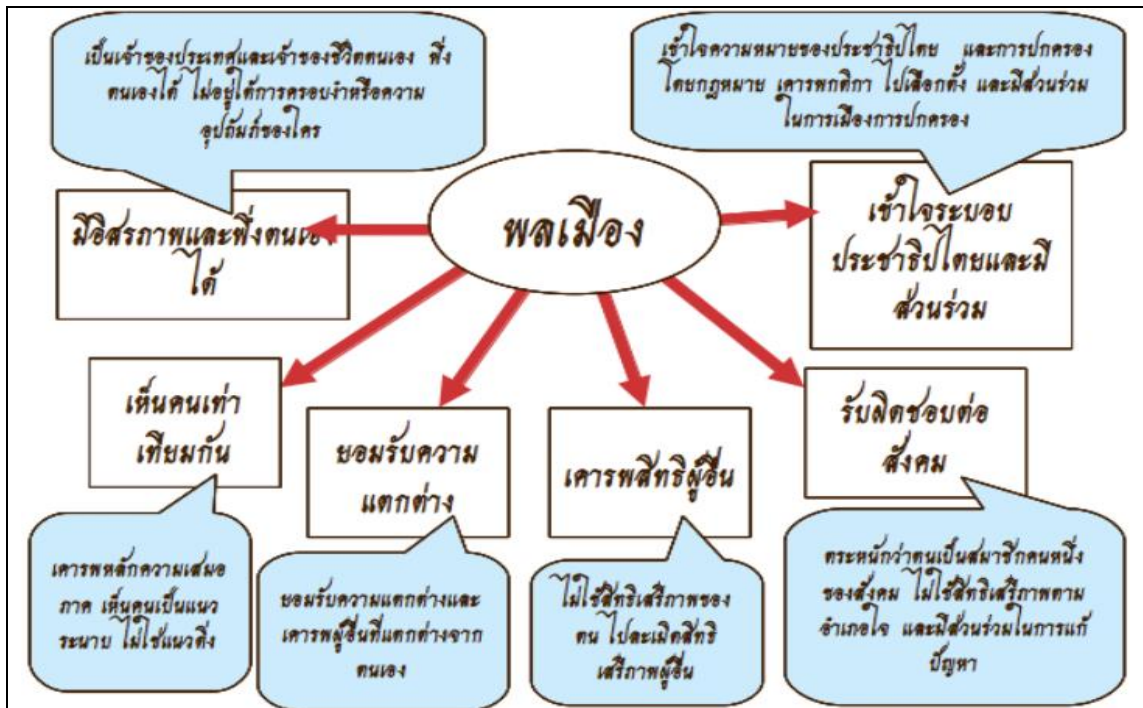 เป็นเจ้าของประเทศและเจ้าของชีวิตตนเอง พึ่ง
ตนเองได้ ไม่อยู่ใต้การครอบงำหรือความ
อุปถัมภ์ของใคร
เข้าใจความหมายของประชาธิปไตย และการปกครอง
โดยกฎหมาย เคารพกติกา ไปเลือกตั้ง และมีส่วนร่วม
ในการเมืองการปกครอง
พลเมือง
มีอิสรภาพและพึ่งตนเอง
ได้
เข้าใจระบอบ
ประชาธิปไตยและมี
ส่วนร่วม
เห็นคนเท่า
เทียมกัน
ยอมรับความ
แตกต่าง
เคารพสิทธิผู้อื่น
รับผิดชอบต่อ
สังคม
เคารพหลักความเสมอ
ภาค เห็นคนเป็นแนว
ระนาบ ไม่ใช่แนวดิ่ง
ยอมรับความแตกต่างและ
เคารพผู้อื่นที่แตกต่างจาก
ตนเอง
ไม่ใช้สิทธิเสรีภาพของ
ตน ไปละเมิดสิทธิ
เสรีภาพผู้อื่น
ตระหนักว่าตนเป็นสมาชิกคนหนึ่ง
ของสังคม ไม่ใช้สิทธิเสรีภาพตาม
อำเภอใจ และมีส่วนร่วมในการแก้
ปัญหา